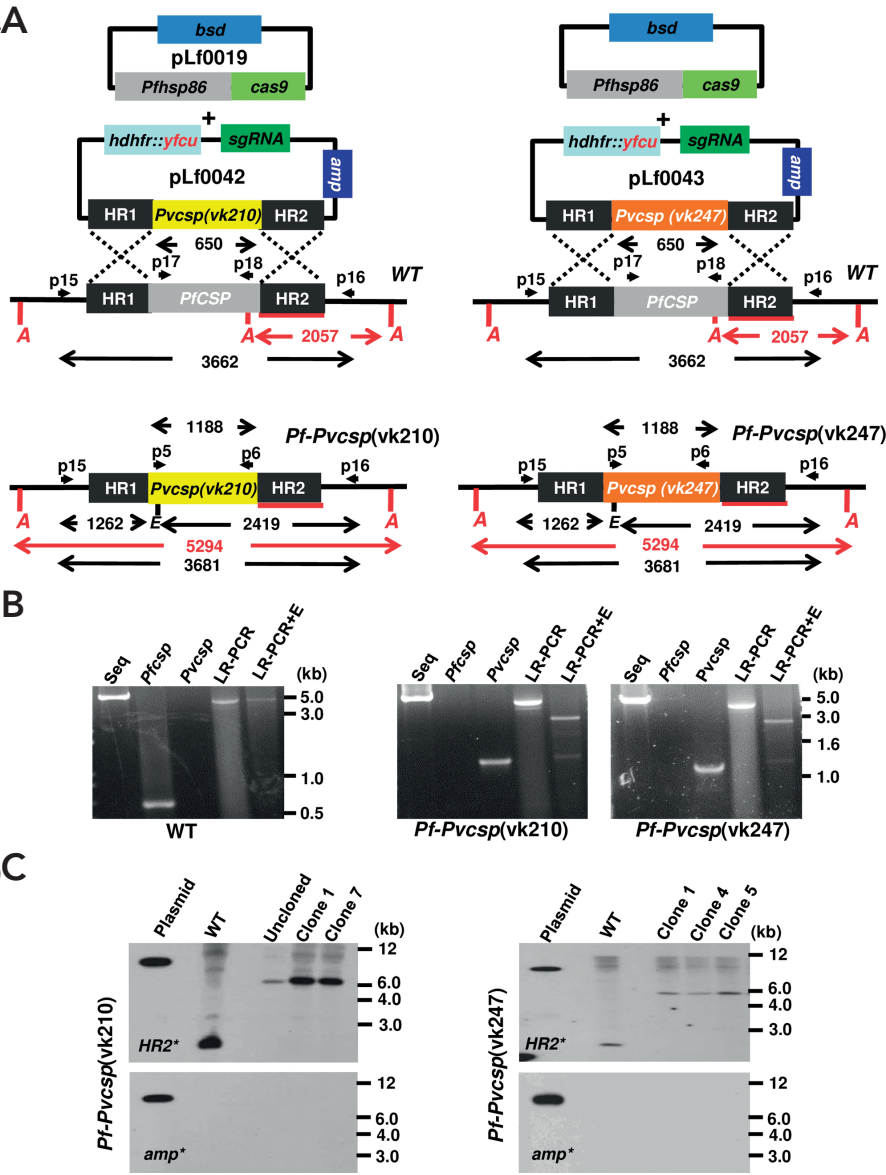 A
bsd
pLf0019
Pfhsp86 cas9
+
hdhfr::yfcu sgRNA
amp
pLf0042
HR1 Pvcsp(vk210) HR2
650
p15 p17 p18 p16 WT
HR1 PfCSP HR2
A A 2057 A
3662
1188 Pf-Pvcsp(vk210)
p15 p5 p6 p16
HR1 Pvcsp(vk210) HR2
A 1262 E 2419 A
5294
3681
bsd
Pfhsp86 cas9
+
hdhfr::yfcu sgRNA
amp
pLf0043
HR1 Pvcsp (vk247) HR2
650
p15 p17 p18 p16 WT
HR1 PfCSP HR2
A A 2057 A
3662
1188 Pf-Pvcsp(vk247)
p15 p5 p6 p16
HR1 Pvcsp (vk247) HR2
A 1262 E 2419 A
5294
3681
B
Seq Pfcsp Pvcsp LR-PCR LR-PCR+E (kb)
5.0
3.0
1.0
0.5
WT
Seq Pfcsp Pvcsp LR-PCR LR-PCR+E
Pf-Pvcsp(vk210)
Seq Pfcsp Pvcsp LR-PCR LR-PCR+E (kb)
5.0
3.0
1.6
1.0
Pf-Pvcsp(vk247)
C
Pf-Pvcsp(vk210)
Plasmid WT Uncloned Clone 1 Clone 7 (kb)
12
6.0
4.0
3.0
HR2*
12
6.0
4.0
3.0
amp*
Pf-Pvcsp(vk247)
Plasmid WT Clone 1 Clone 4 Clone 5 (kb)
12
6.0
4.0
3.0
HR2*
12
6.0
4.0
3.0
amp*